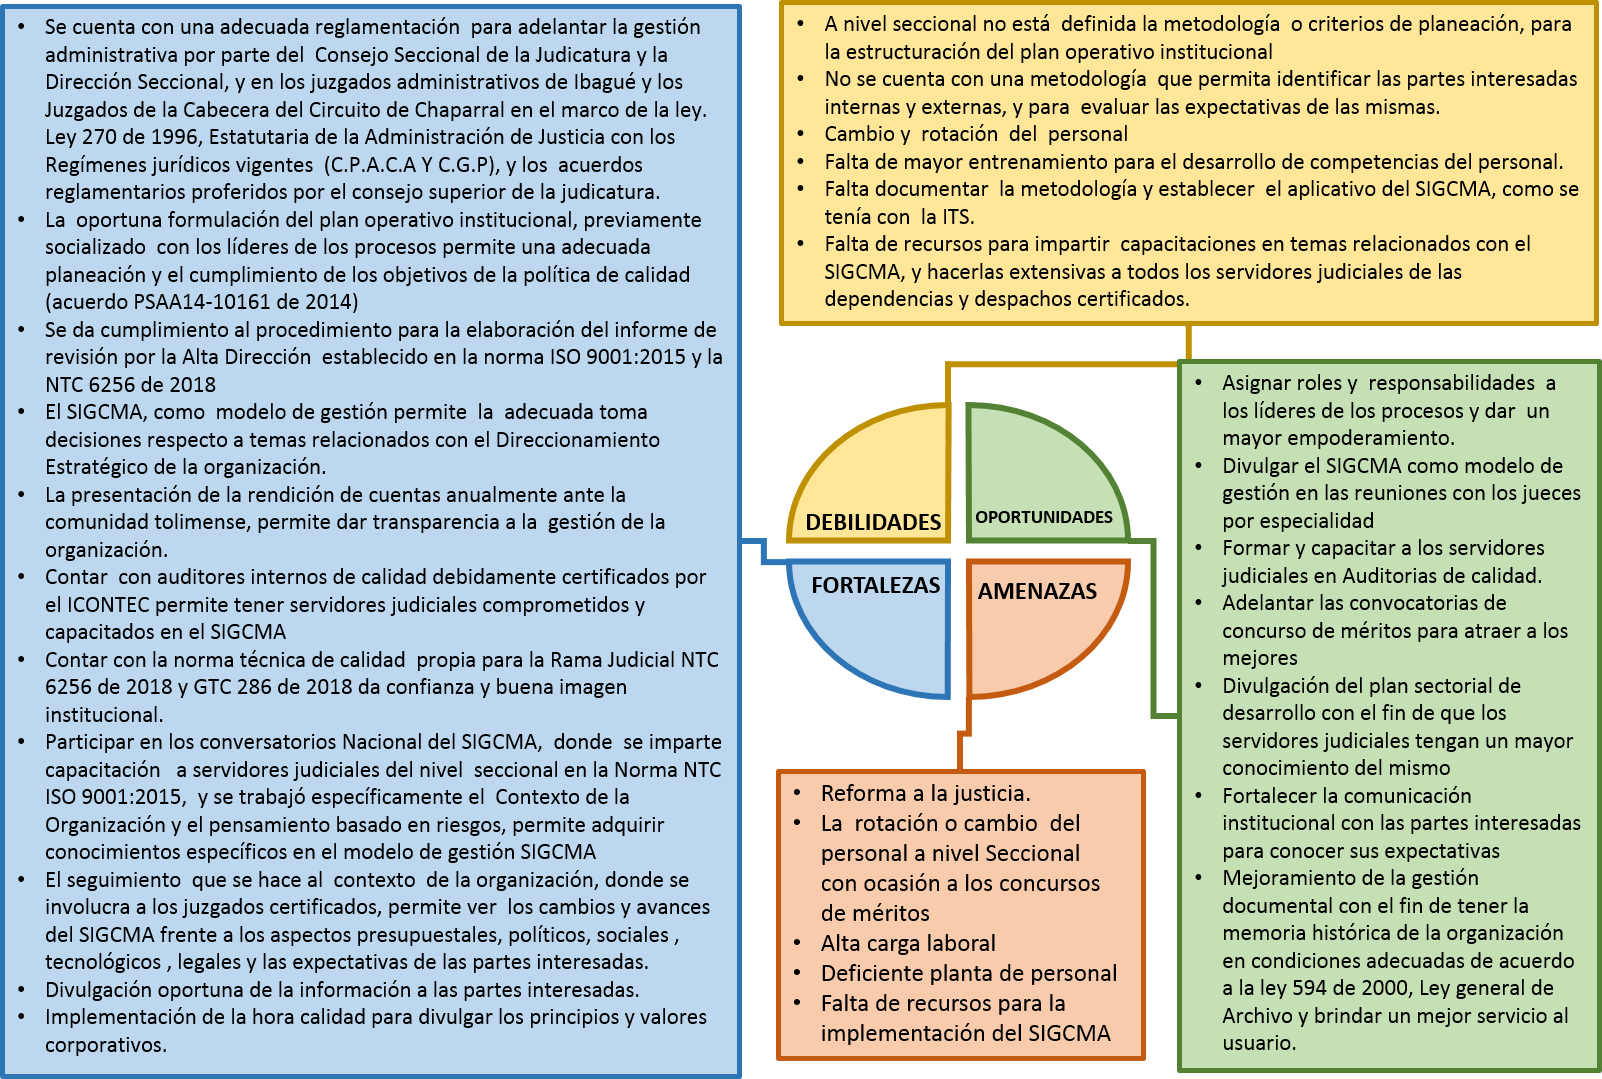 • Se cuenta con una adecuada reglamentación para adelantar la gestión
administrativa por parte del Consejo Seccional de la Judicatura y la
Dirección Seccional, y en los juzgados administrativos de Ibagué y los
Juzgados de la Cabecera del Circuito de Chaparral en el marco de la ley.
Ley 270 de 1996, Estatutaria de la Administración de Justicia con los
Regímenes jurídicos vigentes (C.P.A.C.A Y C.G.P), y los acuerdos
reglamentarios proferidos por el consejo superior de la judicatura.
• La oportuna formulación del plan operativo institucional, previamente
socializado con los líderes de los procesos permite una adecuada
planeación y el cumplimiento de los objetivos de la política de calidad
(acuerdo PSAA14-10161 de 2014)
• Se da cumplimiento al procedimiento para la elaboración del informe de
revisión por la Alta Dirección establecido en la norma ISO 9001:2015 y la
NTC 6256 de 2018
• El SIGCMA, como modelo de gestión permite la adecuada toma
decisiones respecto a temas relacionados con el Direccionamiento
Estratégico de la organización.
• La presentación de la rendición de cuentas anualmente ante la
comunidad tolimense, permite dar transparencia a la gestión de la
organización.
• Contar con auditores internos de calidad debidamente certificados por
el ICONTEC permite tener servidores judiciales comprometidos y
capacitados en el SIGCMA
• Contar con la norma técnica de calidad propia para la Rama Judicial NTC
6256 de 2018 y GTC 286 de 2018 da confianza y buena imagen
institucional.
• Participar en los conversatorios Nacional del SIGCMA, donde se imparte
capacitación a servidores judiciales del nivel seccional en la Norma NTC
ISO 9001:2015, y se trabajó específicamente el Contexto de la
Organización y el pensamiento basado en riesgos, permite adquirir
conocimientos específicos en el modelo de gestión SIGCMA
• El seguimiento que se hace al contexto de la organización, donde se
involucra a los juzgados certificados, permite ver los cambios y avances
del SIGCMA frente a los aspectos presupuestales, políticos, sociales ,
tecnológicos , legales y las expectativas de las partes interesadas.
• Divulgación oportuna de la información a las partes interesadas.
• Implementación de la hora calidad para divulgar los principios y valores
corporativos.
• A nivel seccional no está definida la metodología o criterios de planeación, para
la estructuración del plan operativo institucional
• No se cuenta con una metodología que permita identificar las partes interesadas
internas y externas, y para evaluar las expectativas de las mismas.
• Cambio y rotación del personal
• Falta de mayor entrenamiento para el desarrollo de competencias del personal.
• Falta documentar la metodología y establecer el aplicativo del SIGCMA, como se
tenía con la ITS.
• Falta de recursos para impartir capacitaciones en temas relacionados con el
SIGCMA, y hacerlas extensivas a todos los servidores judiciales de las
dependencias y despachos certificados.
DEBILIDADES
OPORTUNIDADES
FORTALEZAS
AMENAZAS
• Reforma a la justicia.
• La rotación o cambio del
personal a nivel Seccional
con ocasión a los concursos
de méritos
• Alta carga laboral
• Deficiente planta de personal
• Falta de recursos para la
implementación del SIGCMA
• Asignar roles y responsabilidades a
los líderes de los procesos y dar un
mayor empoderamiento.
• Divulgar el SIGCMA como modelo de
gestión en las reuniones con los jueces
por especialidad
• Formar y capacitar a los servidores
judiciales en Auditorias de calidad.
• Adelantar las convocatorias de
concurso de méritos para atraer a los
mejores
• Divulgación del plan sectorial de
desarrollo con el fin de que los
servidores judiciales tengan un mayor
conocimiento del mismo
• Fortalecer la comunicación
institucional con las partes interesadas
para conocer sus expectativas
• Mejoramiento de la gestión
documental con el fin de tener la
memoria histórica de la organización
en condiciones adecuadas de acuerdo
a la ley 594 de 2000, Ley general de
Archivo y brindar un mejor servicio al
usuario.